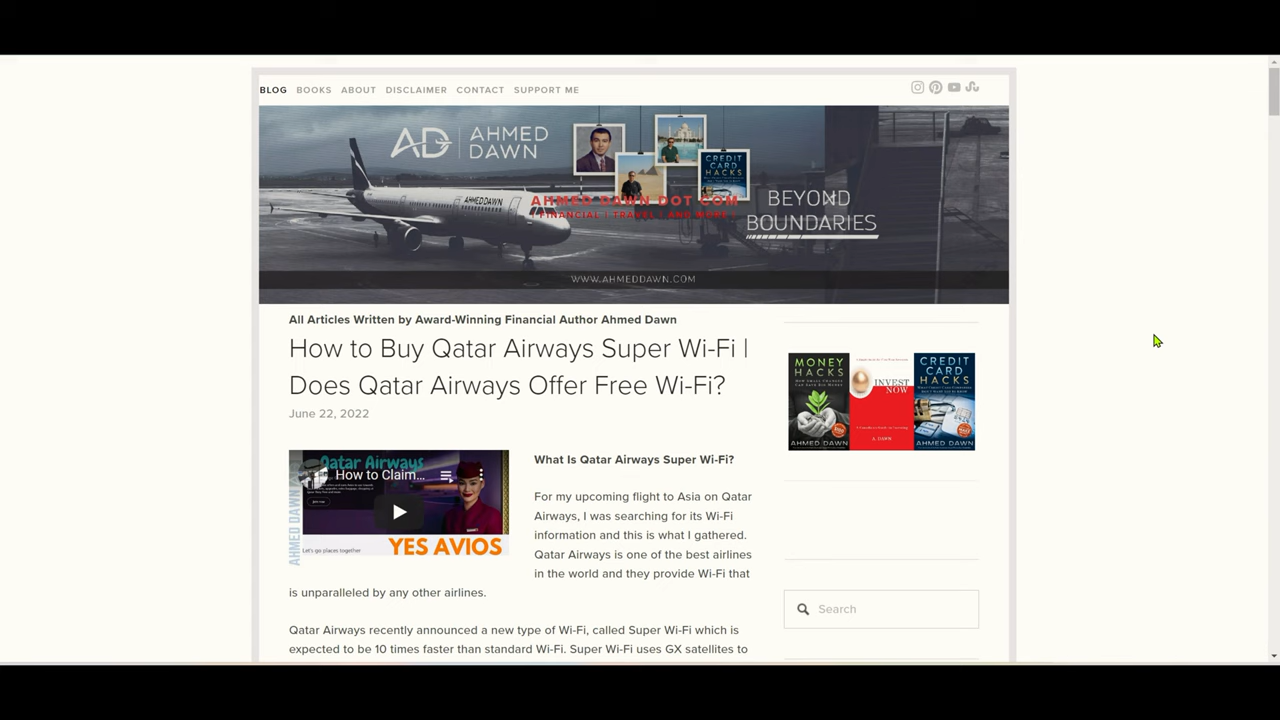 BLOG BOOKS ABOUT DISCLAIMER CONTACT SUPPORT ME
AD | AHMED DAWN
CREDIT CARD HACKS
AHMED DAWN
AHMED DAWN DOT COM
| FINANCIAL | TRAVEL | AND MORE |
BEYOND BOUNDARIES
WWW.AHMEDDAWN.COM
All Articles Written by Award-Winning Financial Author Ahmed Dawn
How to Buy Qatar Airways Super Wi-Fi |
Does Qatar Airways Offer Free Wi-Fi?
June 22, 2022
Qatar Airways
How to Claim...
Let's go places together
YES AVIOS
AHMED DAWN
What Is Qatar Airways Super Wi-Fi?
For my upcoming flight to Asia on Qatar
Airways, I was searching for its Wi-Fi
information and this is what I gathered.
Qatar Airways is one of the best airlines
in the world and they provide Wi-Fi that
is unparalleled by any other airlines.
Qatar Airways recently announced a new type of Wi-Fi, called Super Wi-Fi which is
expected to be 10 times faster than standard Wi-Fi. Super Wi-Fi uses GX satellites to
MONEY HACKS
AHMED DAWN
INVEST NOW
A. DAWN
CREDIT CARD HACKS
AHMED DAWN
Search